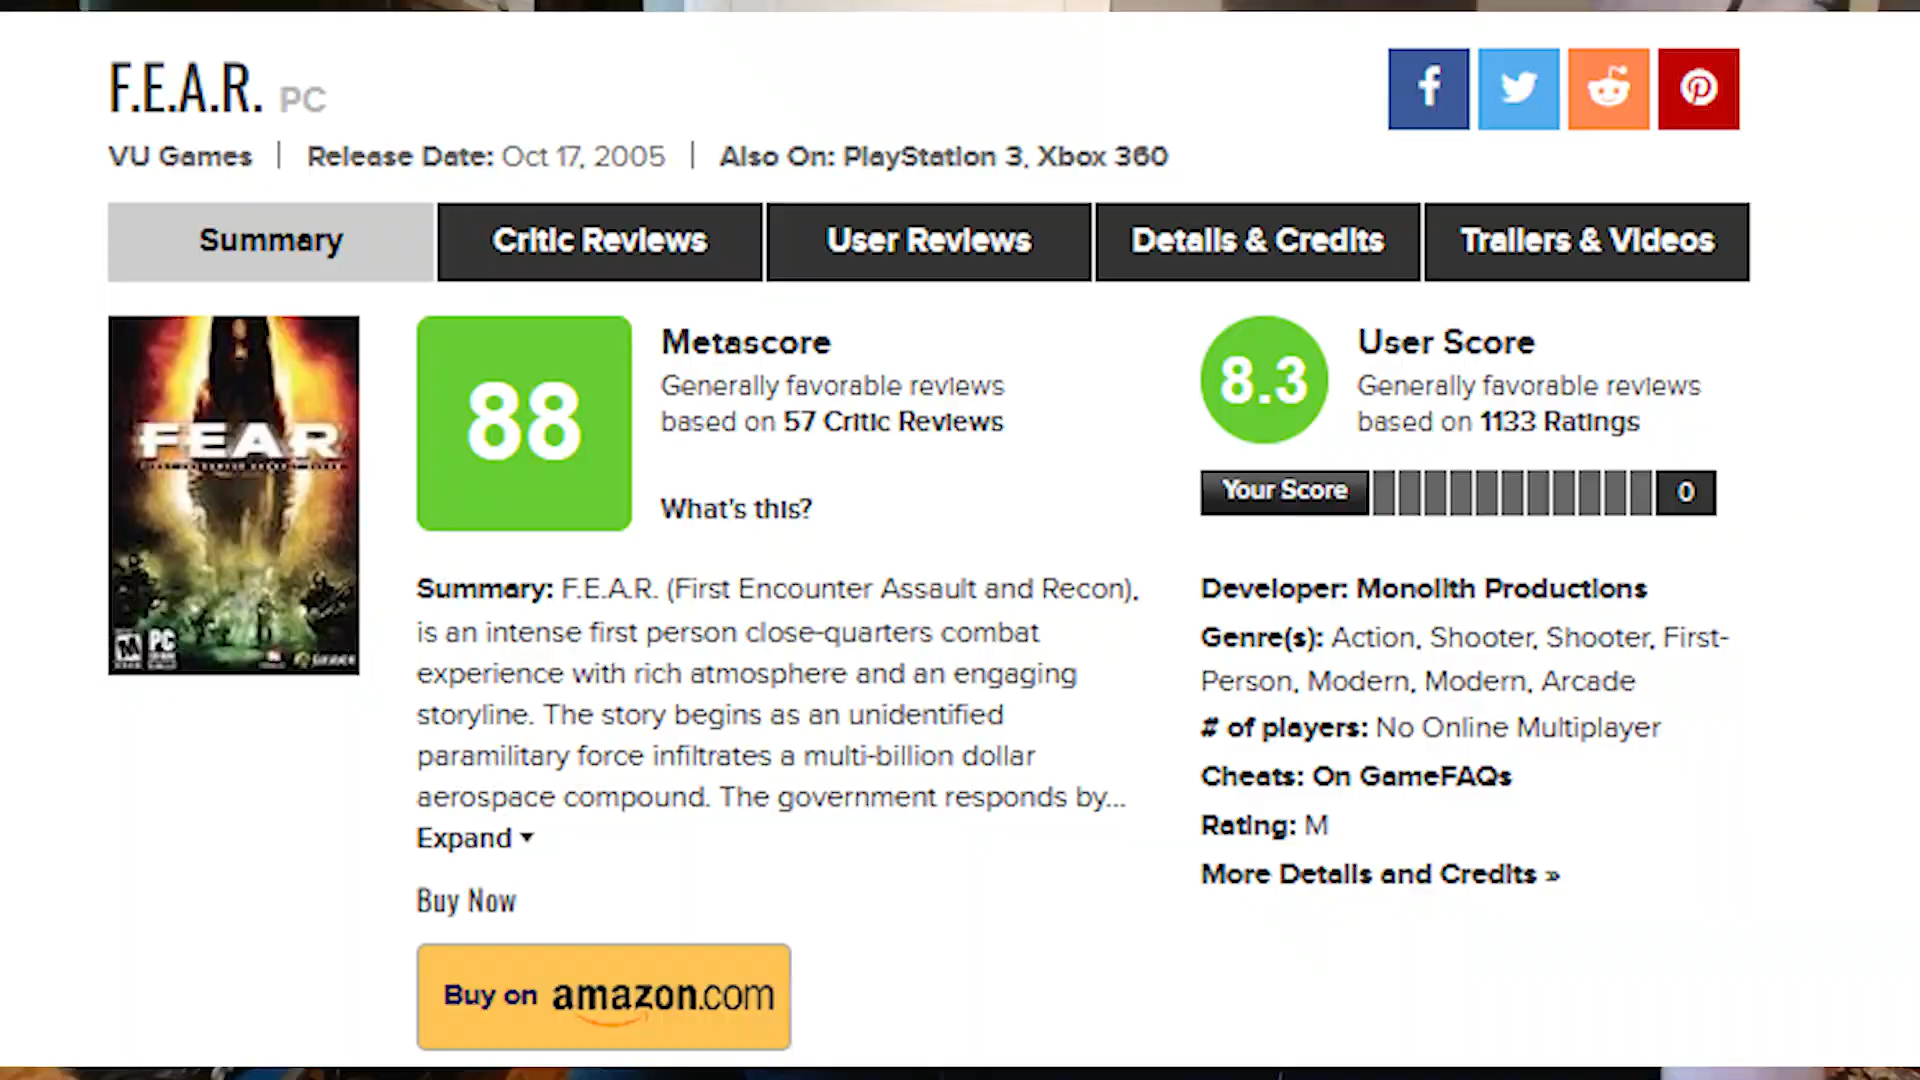 F.E.A.R. PC
VU Games | Release Date: Oct 17, 2005 | Also On: PlayStation 3, Xbox 360
Summary Critic Reviews User Reviews Details & Credits Trailers & Videos
FEAR
M PC
88
Metascore
Generally favorable reviews
based on 57 Critic Reviews
What's this?
8.3
User Score
Generally favorable reviews
based on 1133 Ratings
Your Score 0
Summary: F.E.A.R. (First Encounter Assault and Recon),
is an intense first person close-quarters combat
experience with rich atmosphere and an engaging
storyline. The story begins as an unidentified
paramilitary force infiltrates a multi-billion dollar
aerospace compound. The government responds by...
Expand
Buy Now
Buy on amazon.com
Developer: Monolith Productions
Genre(s): Action, Shooter, Shooter, First-
Person, Modern, Modern, Arcade
# of players: No Online Multiplayer
Cheats: On GameFAQs
Rating: M
More Details and Credits »